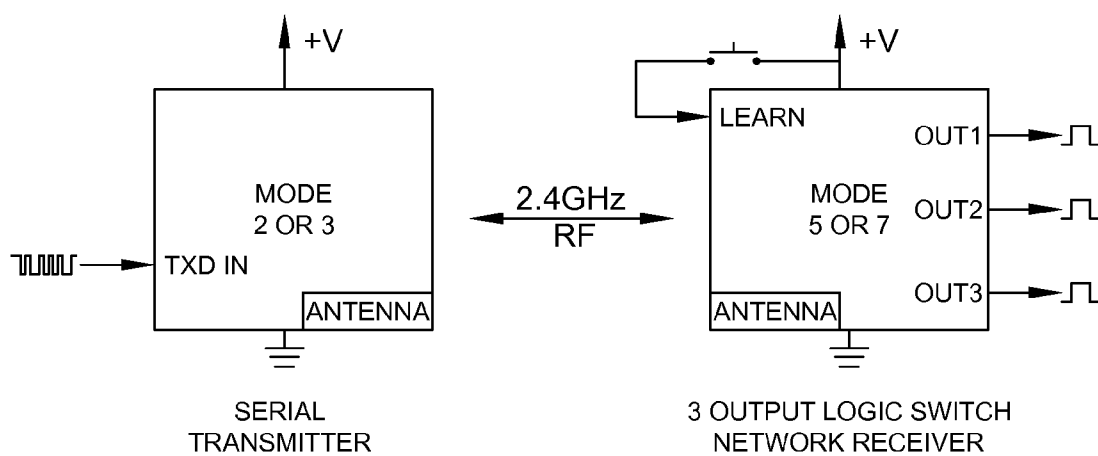 +V
MODE
2 OR 3
TXD IN
ANTENNA
SERIAL
TRANSMITTER
2.4GHz
RF
+V
LEARN
MODE
5 OR 7
OUT1
OUT2
OUT3
ANTENNA
3 OUTPUT LOGIC SWITCH
NETWORK RECEIVER